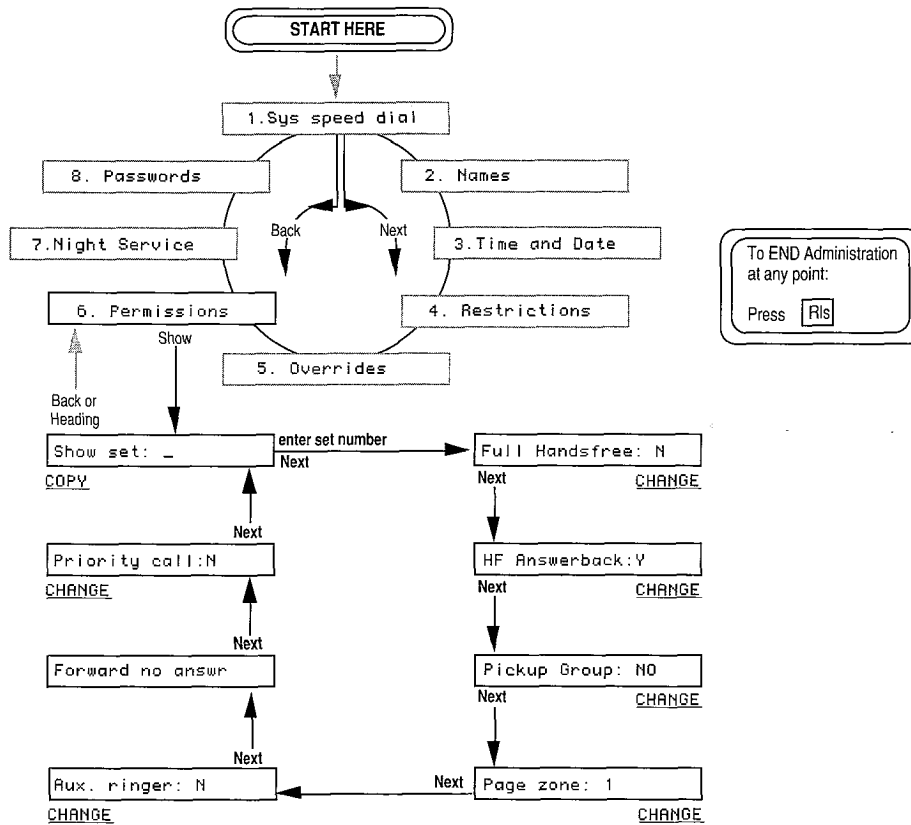 START HERE
1.Sys speed dial
8. Passwords
2. Names
Back
Next
7.Night Service
3.Time and Date
To END Administration
at any point:
Press Rls
6. Permissions
4. Restrictions
Show
5. Overrides
Back or
Heading
Show set: _
COPY
enter set number
Next
Full Handsfree: N
Next
CHANGE
Next
Priority call:N
CHANGE
HF Answerback:Y
Next
CHANGE
Next
Forward no answr
Pickup Group: NO
Next
CHANGE
Next
Aux. ringer: N
CHANGE
Next
Page zone: 1
CHANGE